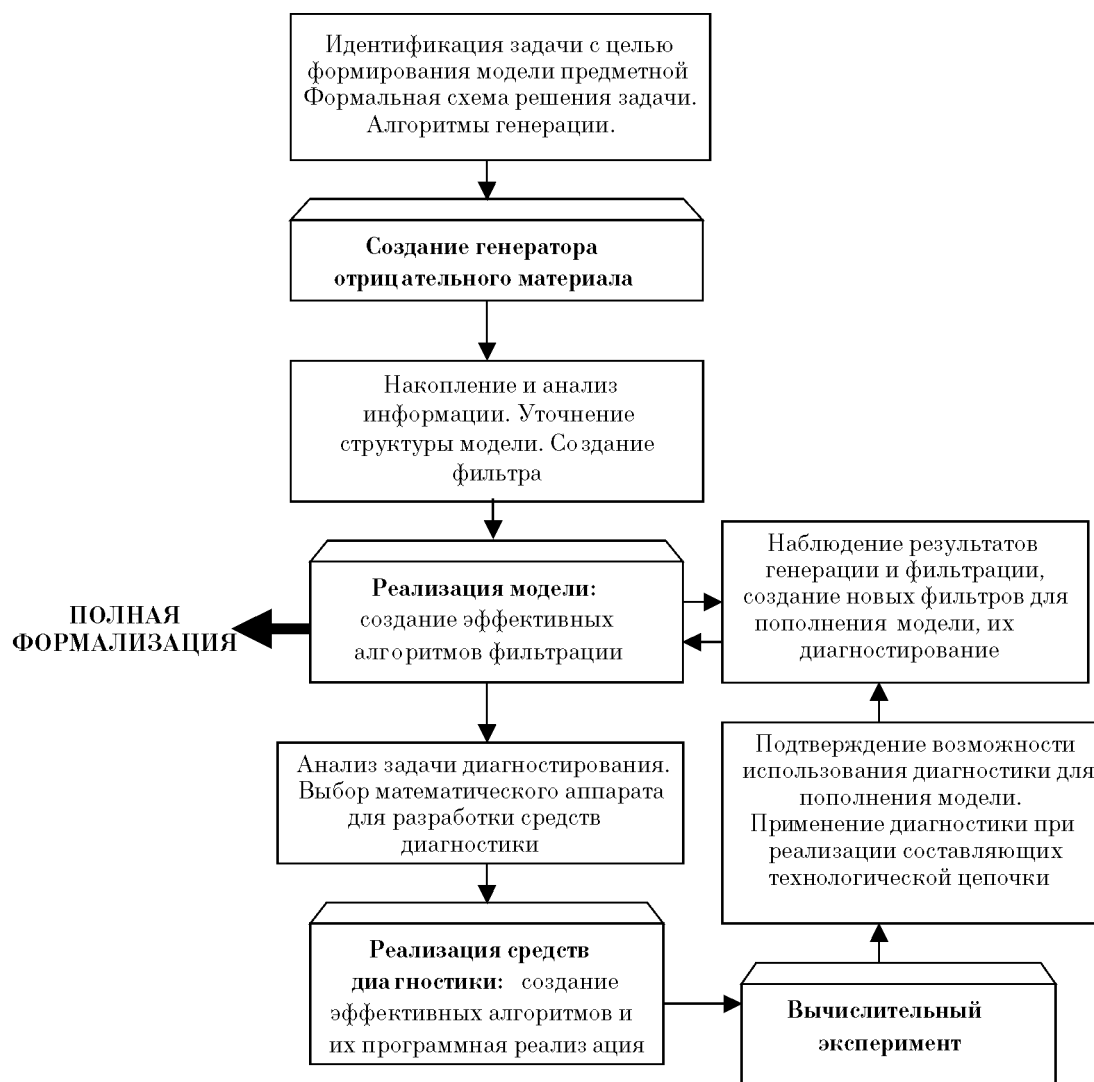 Идентификация задачи с целью
формирования модели предметной
Формальная схема решения задачи.
Алгоритмы генерации.
Создание генератора
отрицательного материала
Накопление и анализ
информации. Уточнение
структуры модели. Создание
фильтра
Реализация модели:
создание эффективных
алгоритмов фильтрации
ПОЛНАЯ
ФОРМАЛИЗАЦИЯ
Наблюдение результатов
генерации и фильтрации,
создание новых фильтров для
пополнения модели, их
диагностирование
Анализ задачи диагностирования.
Выбор математического аппарата
для разработки средств
диагностики
Подтверждение возможности
использования диагностики для
пополнения модели.
Применение диагностики при
реализации составляющих
технологической цепочки
Реализация средств
диагностики: создание
эффективных алгоритмов и
их программная реализация
Вычислительный
эксперимент